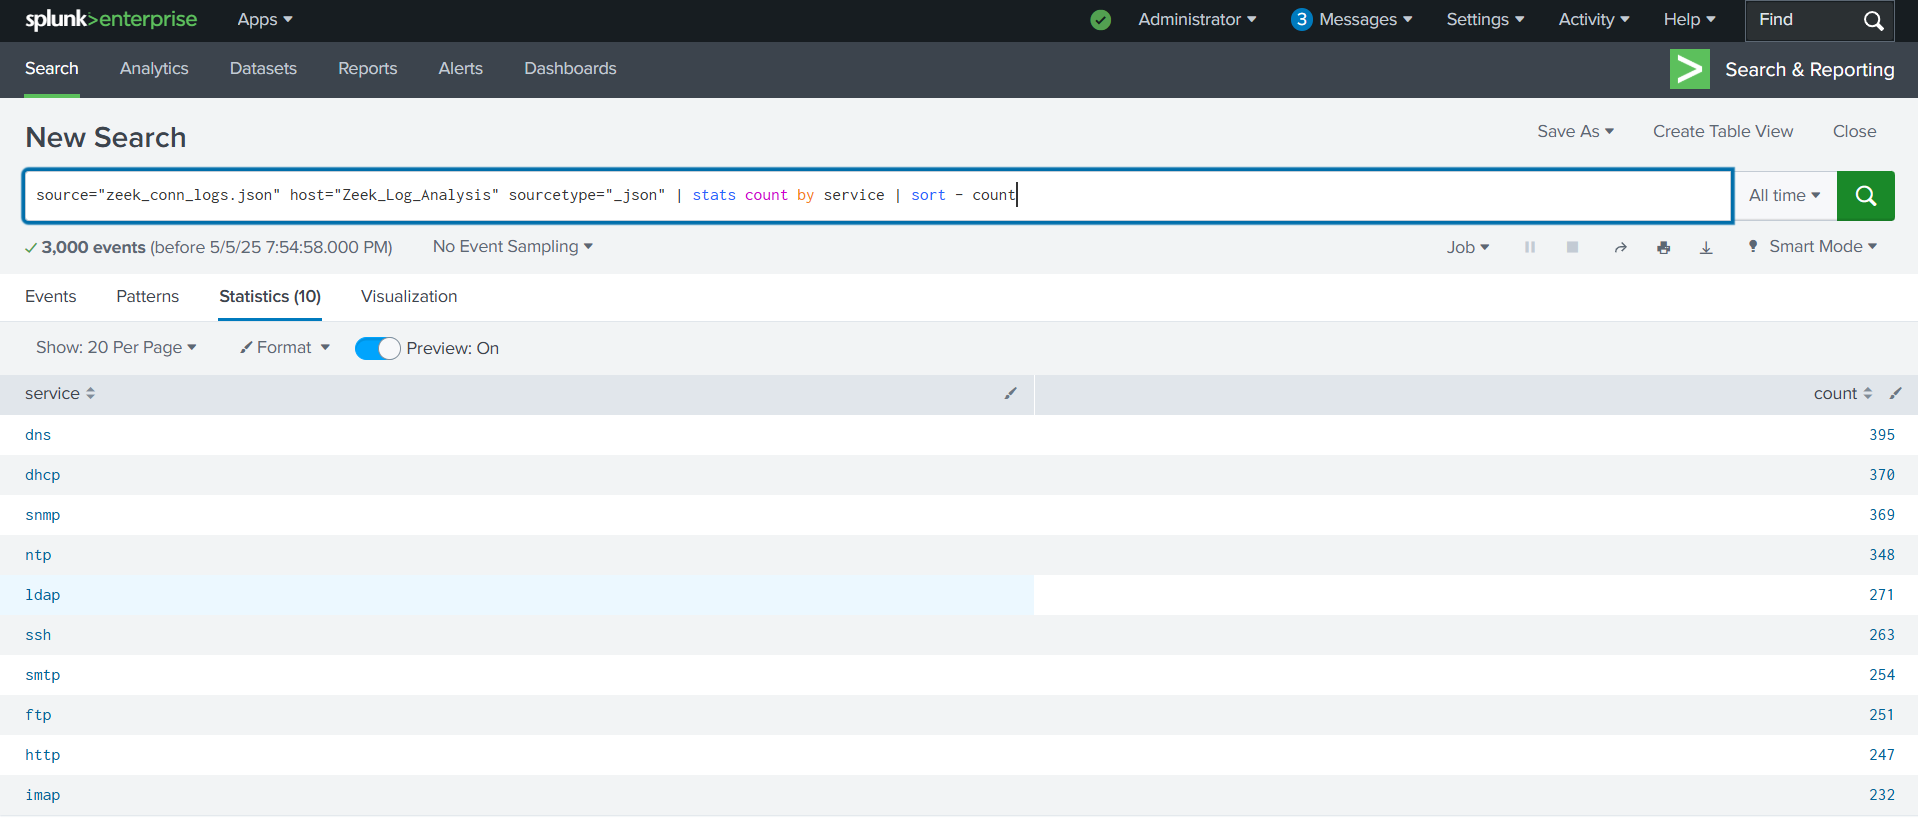 splunk>enterprise Apps Administrator 3 Messages Settings Activity Help Find
Search Analytics Datasets Reports Alerts Dashboards > Search & Reporting
New Search Save As Create Table View Close
source="zeek_conn_logs.json" host="Zeek_Log_Analysis" sourcetype="_json" | stats count by service | sort - count All time
3,000 events (before 5/5/25 7:54:58.000 PM) No Event Sampling Job Smart Mode
Events Patterns Statistics (10) Visualization
Show: 20 Per Page Format Preview: On
service count
dns 395
dhcp 370
snmp 369
ntp 348
ldap 271
ssh 263
smtp 254
ftp 251
http 247
imap 232